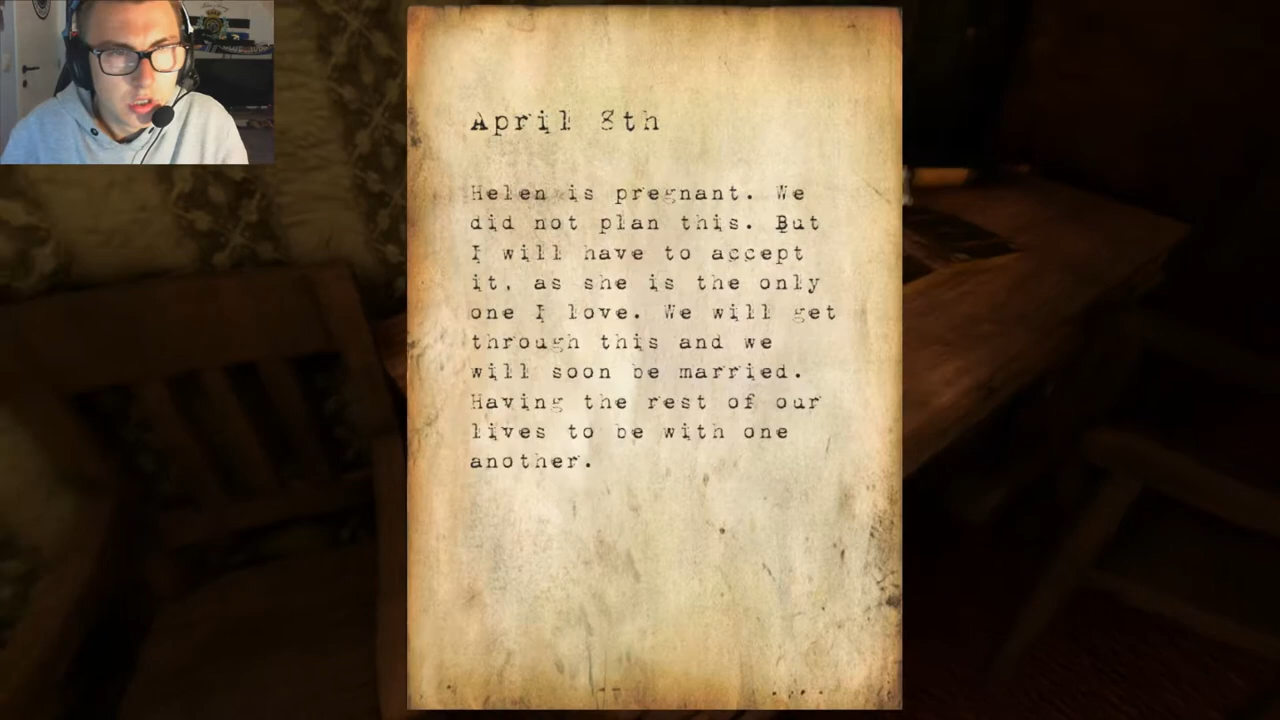 April 8th
Helen is pregnant. We
did not plan this. But
I will have to accept
it, as she is the only
one I love. We will get
through this and we
will soon be married.
Having the rest of our
lives to be with one
another.